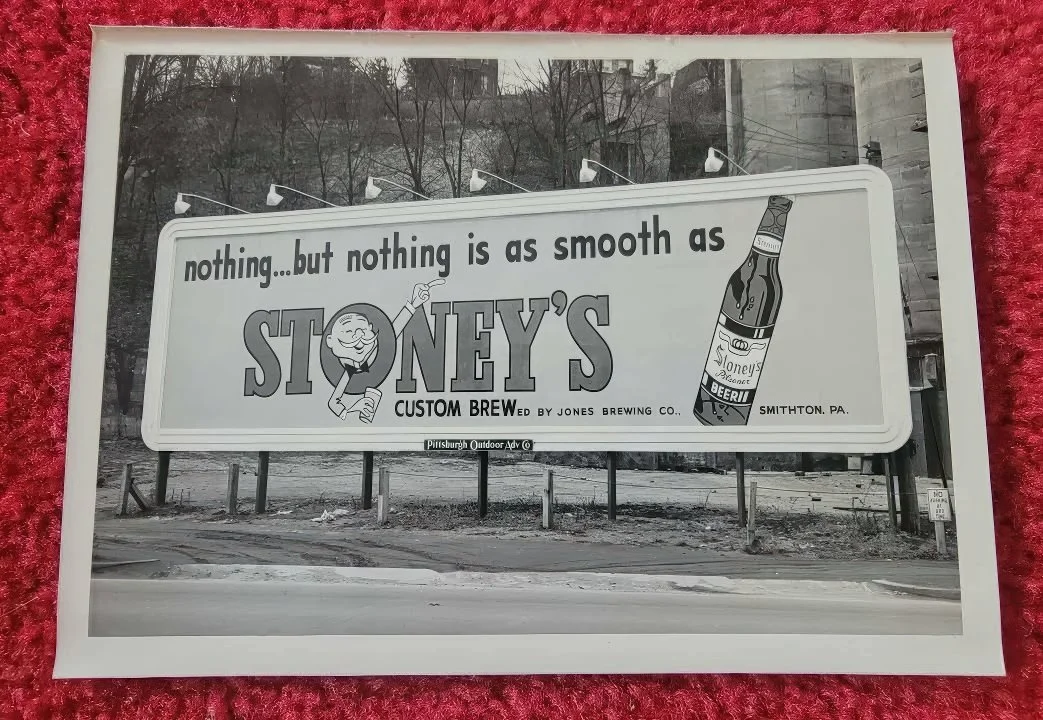 nothing...but nothing is as smooth as
STONEY'S
CUSTOM BREWED BY JONES BREWING CO., SMITHTON, PA.
Stoney's
Pilsener
BEER!!
Pittsburgh Outdoor Adv Co
NO